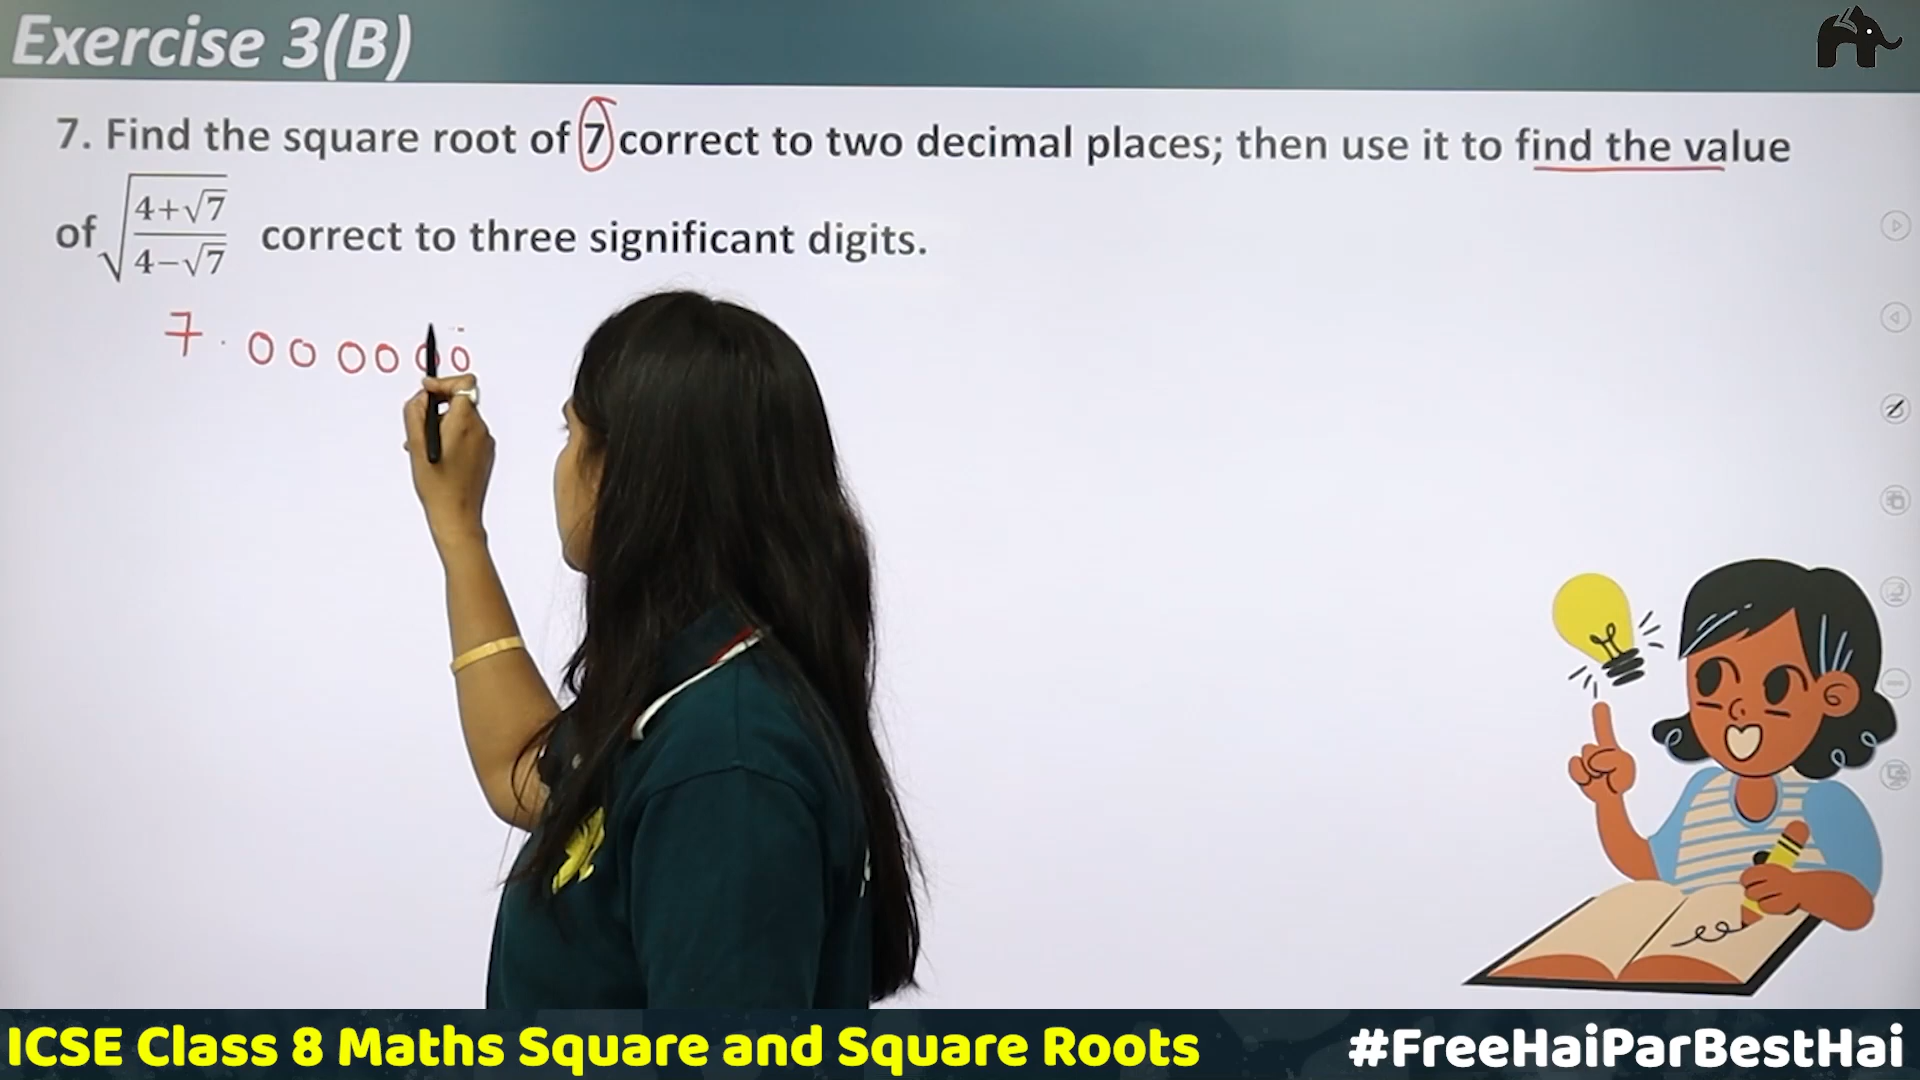 Exercise 3(B)
7. Find the square root of 7 correct to two decimal places; then use it to find the value
of √((4+√7)/(4−√7)) correct to three significant digits.
7.000000
ICSE Class 8 Maths Square and Square Roots #FreeHaiParBestHai